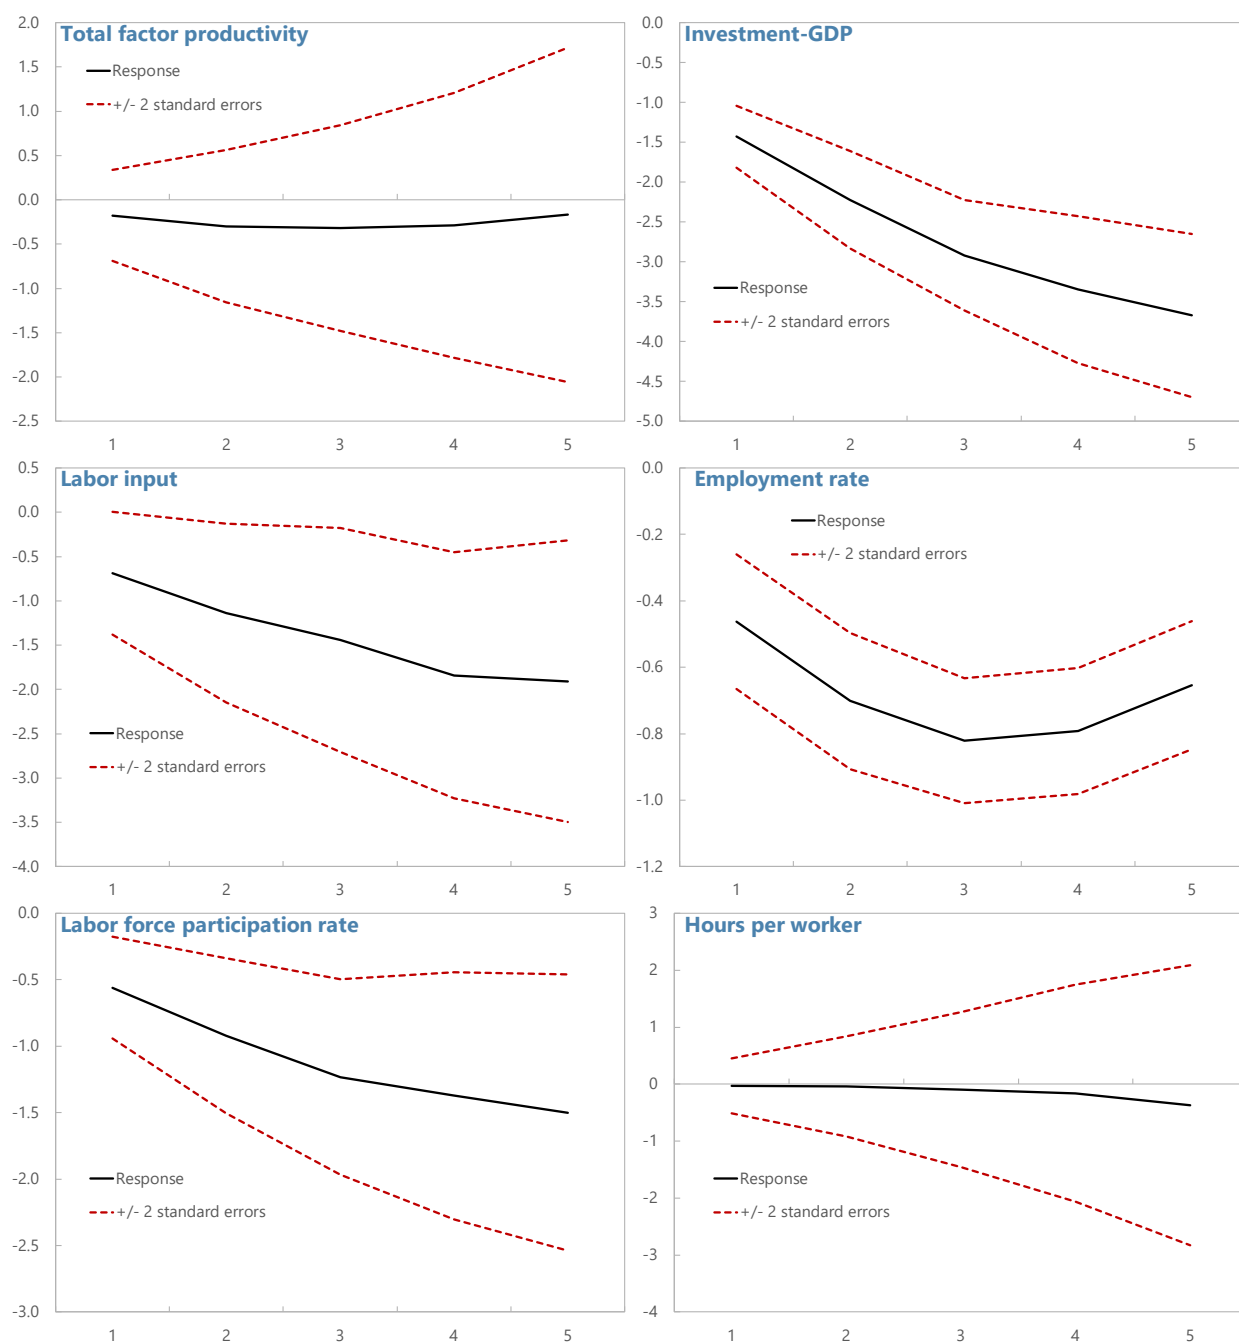 Total factor productivity
2.0
1.5
1.0
0.5
0.0
-0.5
-1.0
-1.5
-2.0
-2.5
Response
+/- 2 standard errors
1 2 3 4 5
Investment-GDP
0.0
-0.5
-1.0
-1.5
-2.0
-2.5
-3.0
-3.5
-4.0
-4.5
-5.0
Response
+/- 2 standard errors
1 2 3 4 5
Labor input
0.5
0.0
-0.5
-1.0
-1.5
-2.0
-2.5
-3.0
-3.5
-4.0
Response
+/- 2 standard errors
1 2 3 4 5
Employment rate
0.0
-0.2
-0.4
-0.6
-0.8
-1.0
-1.2
Response
+/- 2 standard errors
1 2 3 4 5
Labor force participation rate
0.0
-0.5
-1.0
-1.5
-2.0
-2.5
-3.0
Response
+/- 2 standard errors
1 2 3 4 5
Hours per worker
3
2
1
0
-1
-2
-3
-4
Response
+/- 2 standard errors
1 2 3 4 5